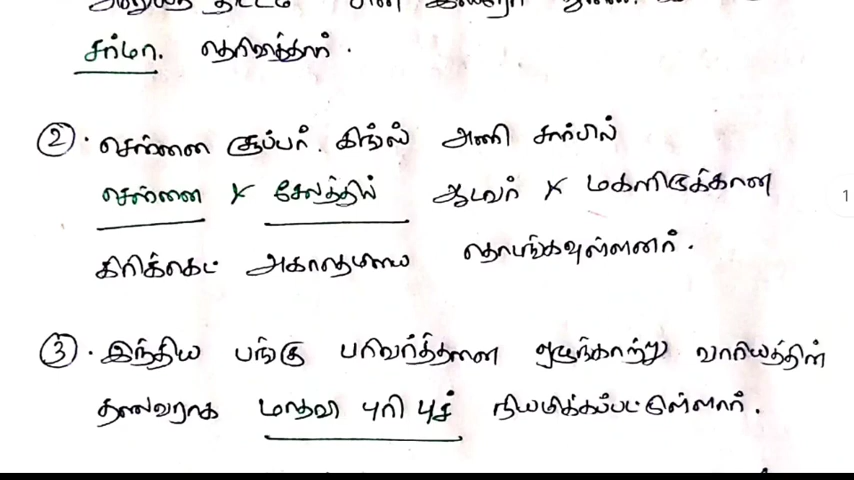 சர்மா. தெரிவித்தார்.
② . சென்னை சூப்பர். கிங்ஸ் அணி சார்பில்
சென்னை x சேலத்தில் ஆடவர் x மகளிருக்கான
கிரிக்கெட் அகாதமியை தொடங்கவுள்ளனர்.
1
③ . இந்திய பங்கு பரிவர்த்தனை ஒழுங்காற்று வாரியத்தின்
தலைவராக மாதவி புரி புச் நியமிக்கப்பட்டுள்ளார்.